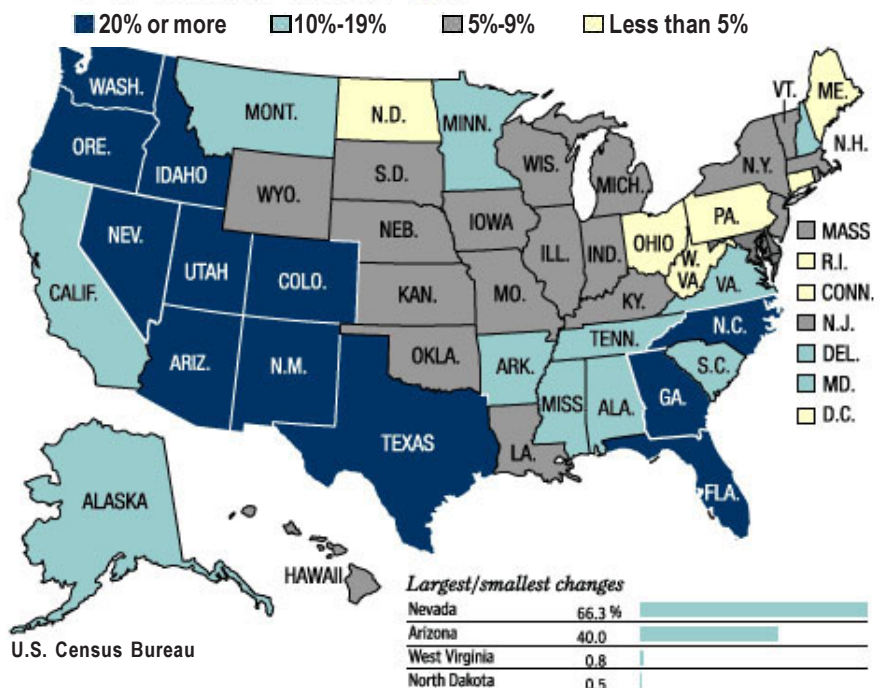 20% or more 10%-19% 5%-9% Less than 5%
WASH.
MONT.
N.D.
MINN.
VT.
ME.
ORE.
IDAHO
WYO.
S.D.
WIS.
MICH.
N.Y.
N.H.
NEV.
UTAH
COLO.
NEB.
IOWA
ILL.
IND.
OHIO
PA.
W.
VA.
VA.
CALIF.
KAN.
MO.
KY.
ARIZ.
N.M.
OKLA.
ARK.
TENN.
N.C.
S.C.
TEXAS
LA.
MISS
ALA.
GA.
FLA.
MASS
R.I.
CONN.
N.J.
DEL.
MD.
D.C.
ALASKA
HAWAII
Largest/smallest changes
Nevada 66.3 %
Arizona 40.0
West Virginia 0.8
North Dakota 0.5
U.S. Census Bureau